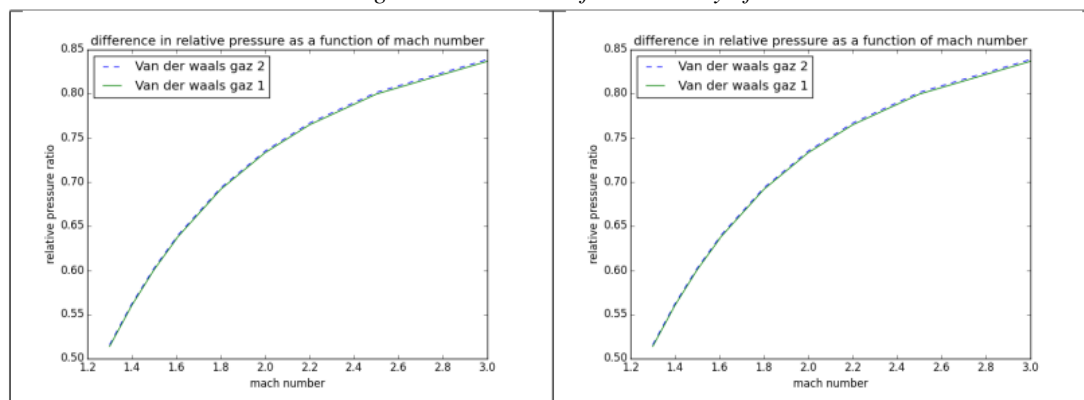 difference in relative pressure as a function of mach number
0.85
0.80
0.75
0.70
0.65
0.60
0.55
0.50
relative pressure ratio
Van der waals gaz 2
Van der waals gaz 1
1.2 1.4 1.6 1.8 2.0 2.2 2.4 2.6 2.8 3.0
mach number
difference in relative pressure as a function of mach number
0.85
0.80
0.75
0.70
0.65
0.60
0.55
0.50
relative pressure ratio
Van der waals gaz 2
Van der waals gaz 1
1.2 1.4 1.6 1.8 2.0 2.2 2.4 2.6 2.8 3.0
mach number